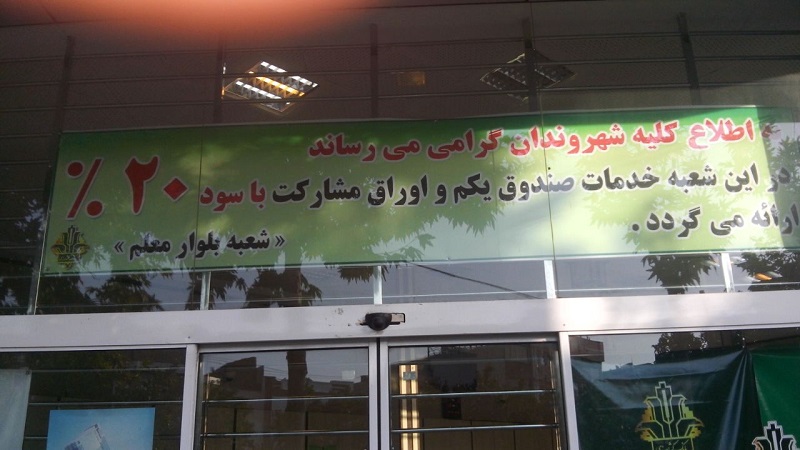 به اطلاع کلیه شهروندان گرامی می رساند
در این شعبه خدمات صندوق یکم و اوراق مشارکت با سود ۲۰ %
ارائه می گردد .
« شعبه بلوار معلم »